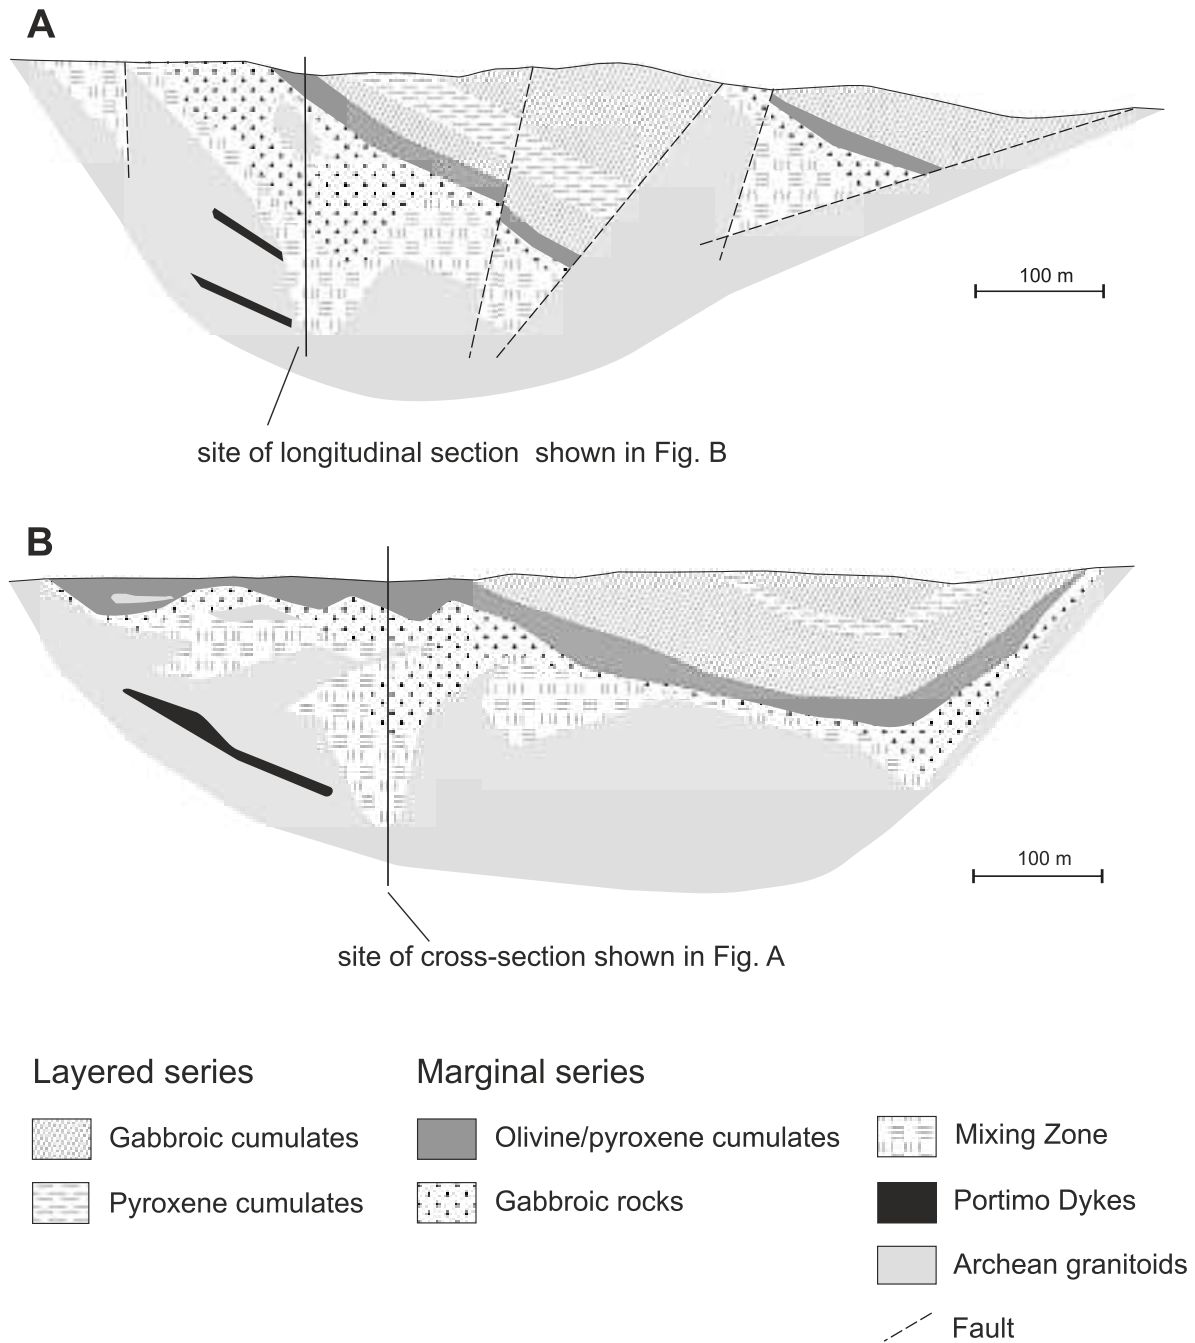 A
100 m
site of longitudinal section shown in Fig. B
B
100 m
site of cross-section shown in Fig. A
Layered series
Marginal series
Gabbroic cumulates
Olivine/pyroxene cumulates
Mixing Zone
Pyroxene cumulates
Gabbroic rocks
Portimo Dykes
Archean granitoids
Fault